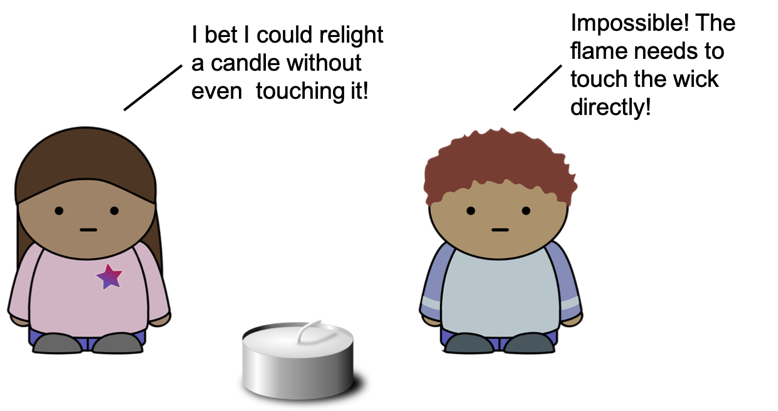 I bet I could relight
a candle without
even  touching it!
Impossible! The
flame needs to
touch the wick
directly!